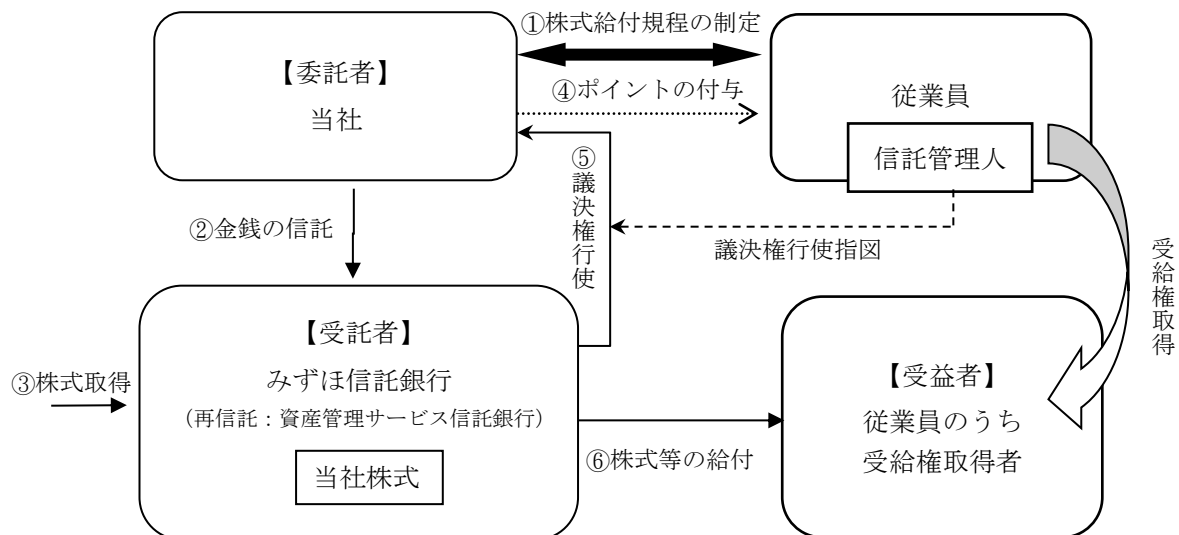 ①株式給付規程の制定
【委託者】
当社
④ポイントの付与
従業員
信託管理人
②金銭の信託
⑤議決権行使
議決権行使指図
受給権取得
【受託者】
みずほ信託銀行
(再信託：資産管理サービス信託銀行)
当社株式
③株式取得
⑥株式等の給付
【受益者】
従業員のうち
受給権取得者